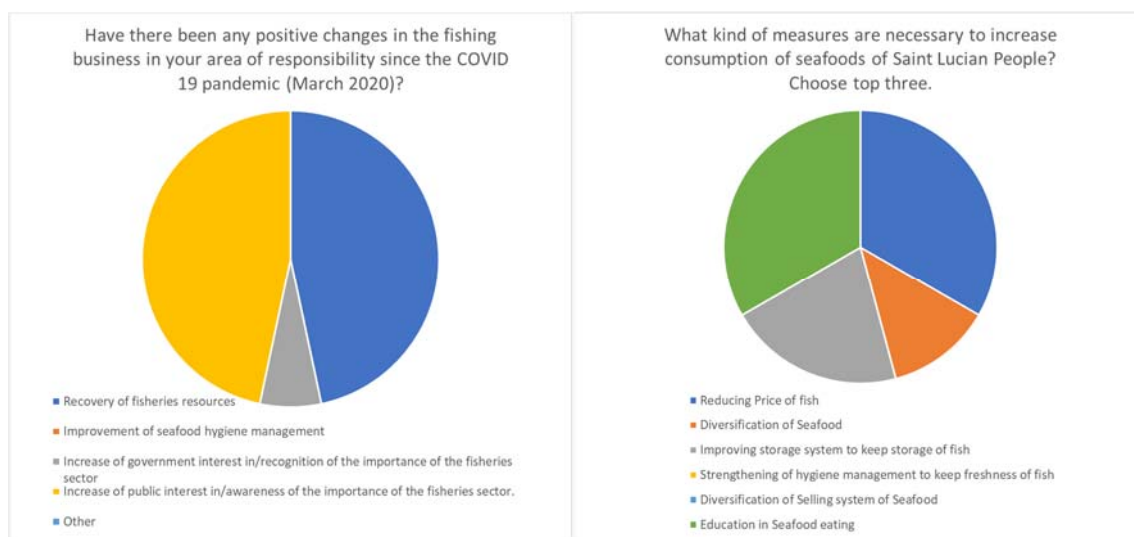 Have there been any positive changes in the fishing
business in your area of responsibility since the COVID
19 pandemic (March 2020)?
Recovery of fisheries resources
Improvement of seafood hygiene management
Increase of government interest in/recognition of the importance of the fisheries
sector
Increase of public interest in/awareness of the importance of the fisheries sector.
Other
What kind of measures are necessary to increase
consumption of seafoods of Saint Lucian People?
Choose top three.
Reducing Price of fish
Diversification of Seafood
Improving storage system to keep storage of fish
Strengthening of hygiene management to keep freshness of fish
Diversification of Selling system of Seafood
Education in Seafood eating